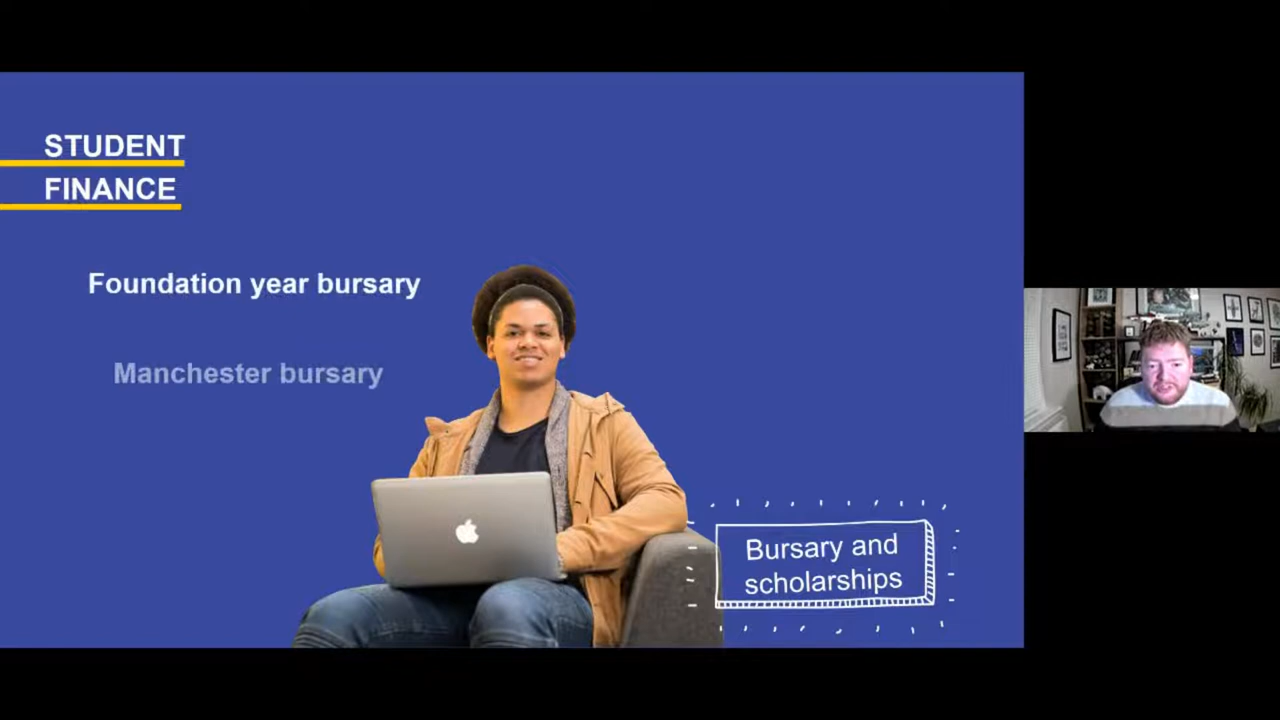 STUDENT
FINANCE
Foundation year bursary
Manchester bursary
Bursary and
scholarships